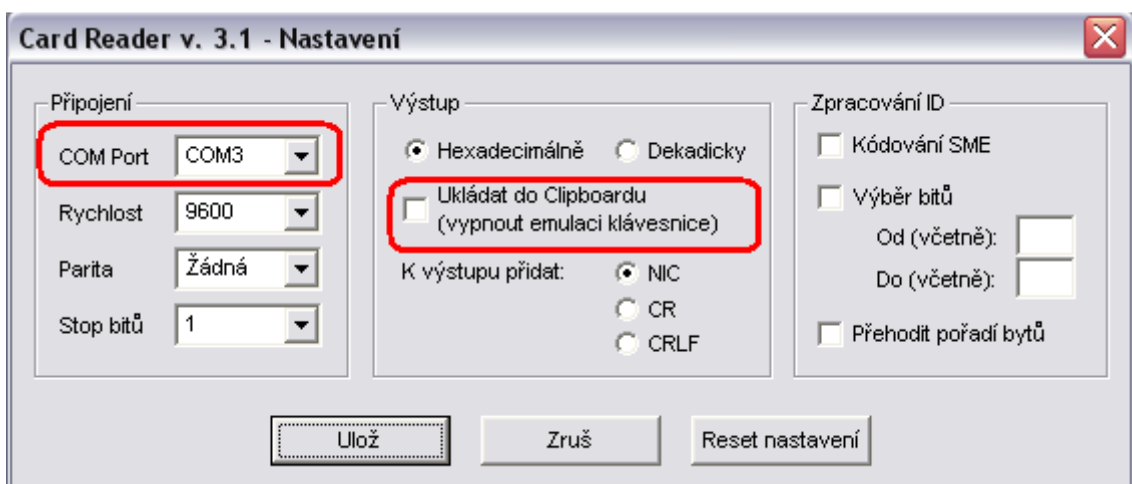 Card Reader v. 3.1 - Nastavení
Připojení
COM Port COM3
Rychlost 9600
Parita Žádná
Stop bitů 1
Výstup
Hexadecimálně Dekadicky
Ukládat do Clipboardu
(vypnout emulaci klávesnice)
K výstupu přidat: NIC
CR
CRLF
Zpracování ID
Kódování SME
Výběr bitů
Od (včetně):
Do (včetně):
Přehodit pořadí bytů
Ulož Zruš Reset nastavení